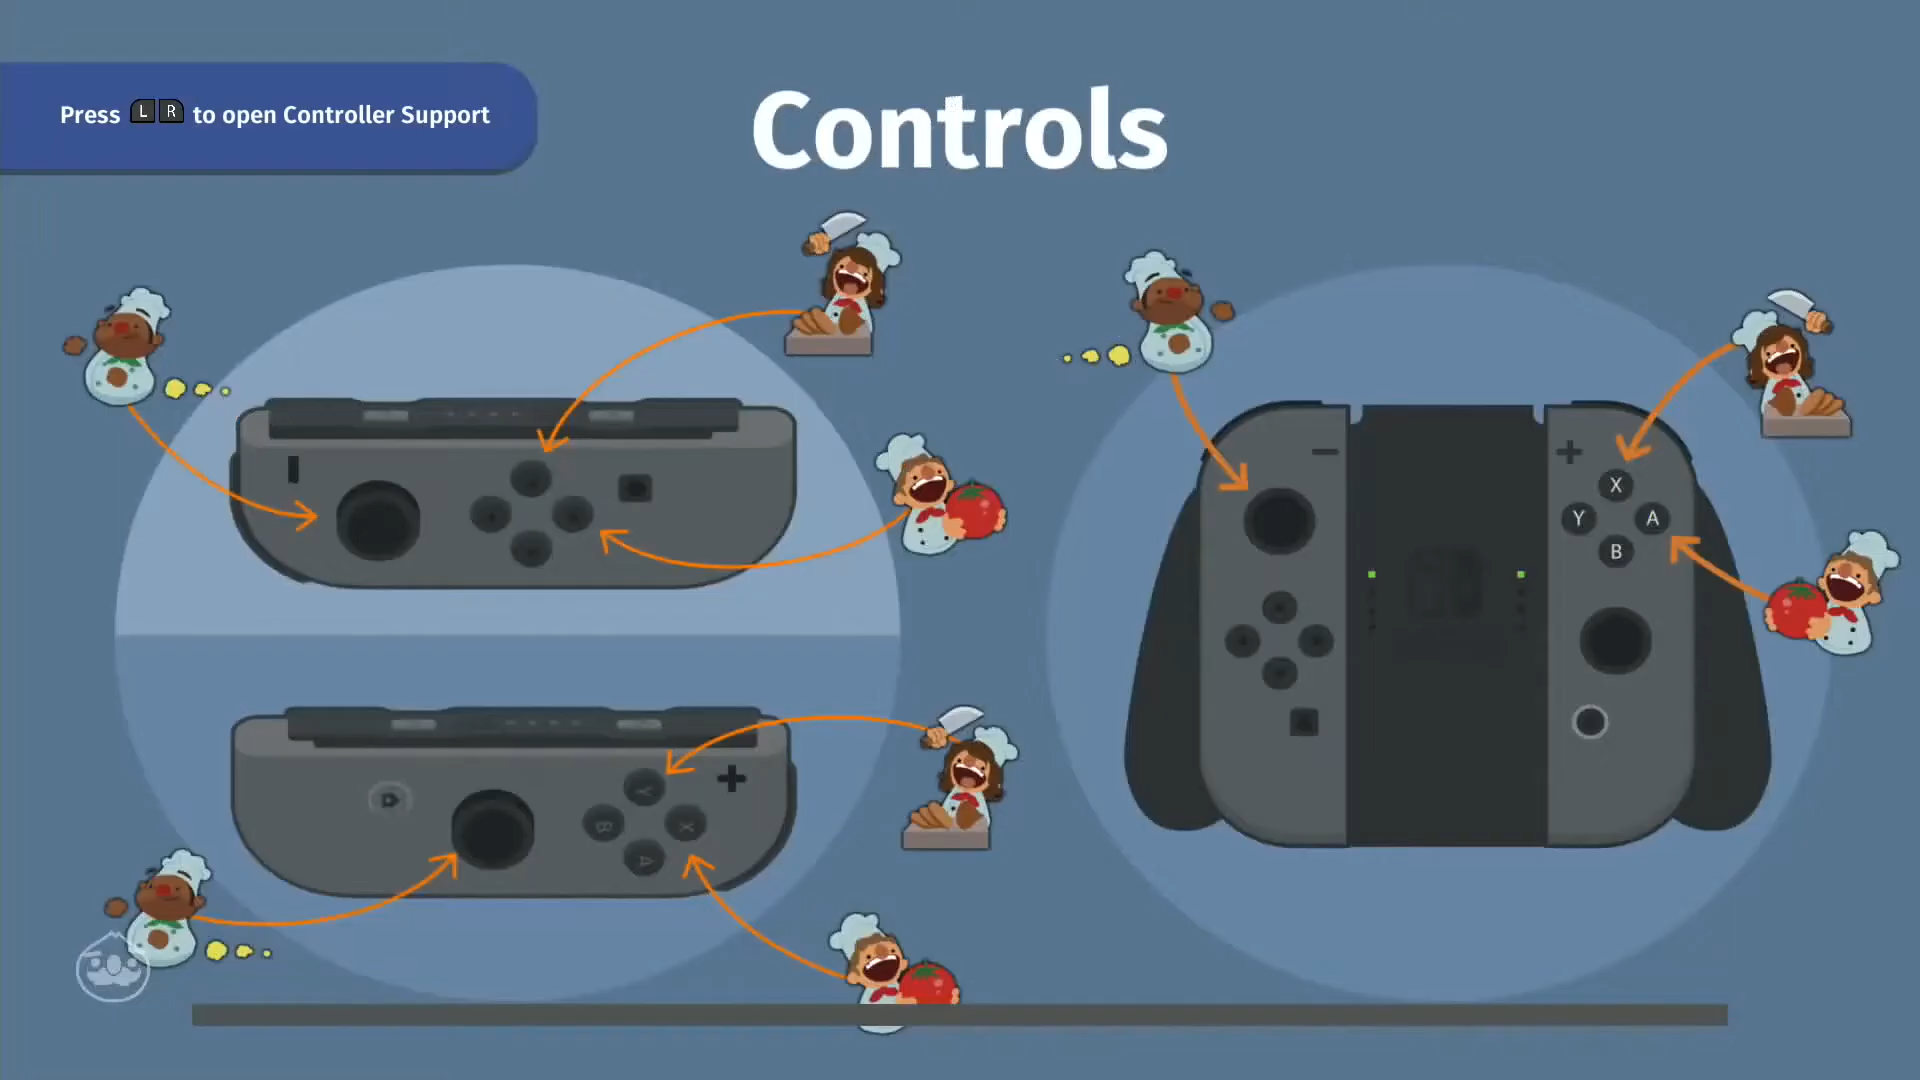 Controls
Press L R to open Controller Support
X
Y A
B
Y
B X
A